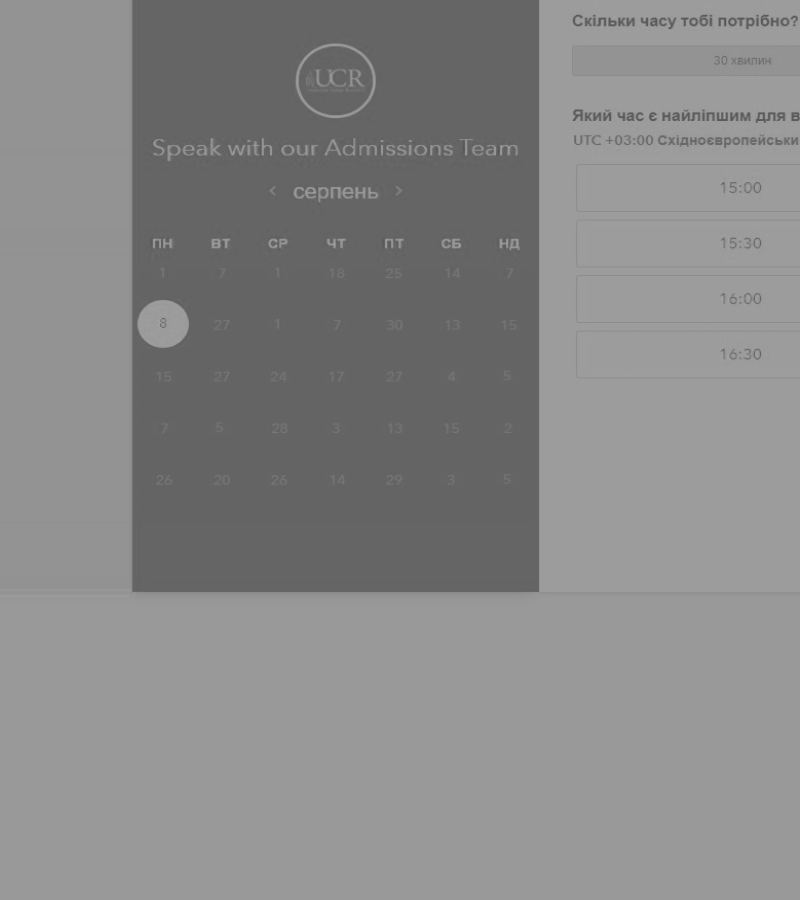 UCR
Speak with our Admissions Team
серпень
ПН ВТ СР ЧТ ПТ СБ НД
1 7 1 18 25 14 7
8 27 1 7 30 13 15
15 27 24 17 27 4 5
7 5 28 3 13 15 2
26 20 26 14 29 3 5
Скільки часу тобі потрібно?
30 хвилин
Який час є найліпшим для в
UTC +03:00 Східноєвропейськи
15:00
15:30
16:00
16:30